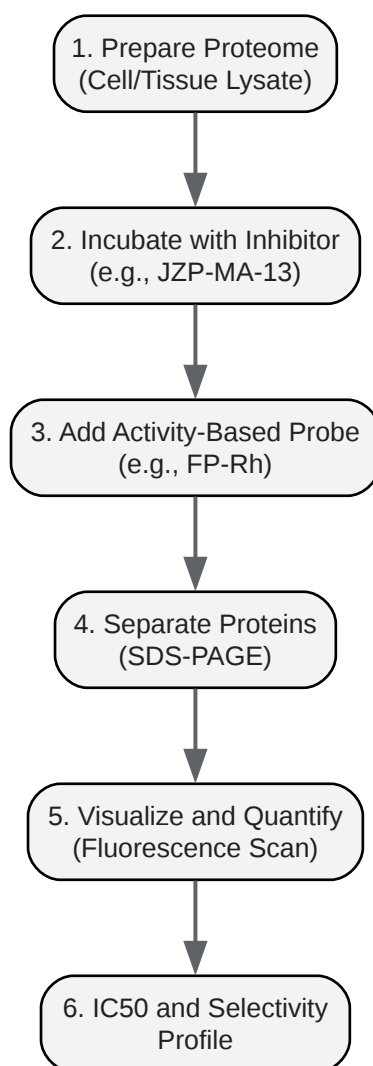 1. Prepare Proteome
(Cell/Tissue Lysate)
2. Incubate with Inhibitor
(e.g., JZP-MA-13)
3. Add Activity-Based Probe
(e.g., FP-Rh)
4. Separate Proteins
(SDS-PAGE)
5. Visualize and Quantify
(Fluorescence Scan)
6. IC50 and Selectivity
Profile